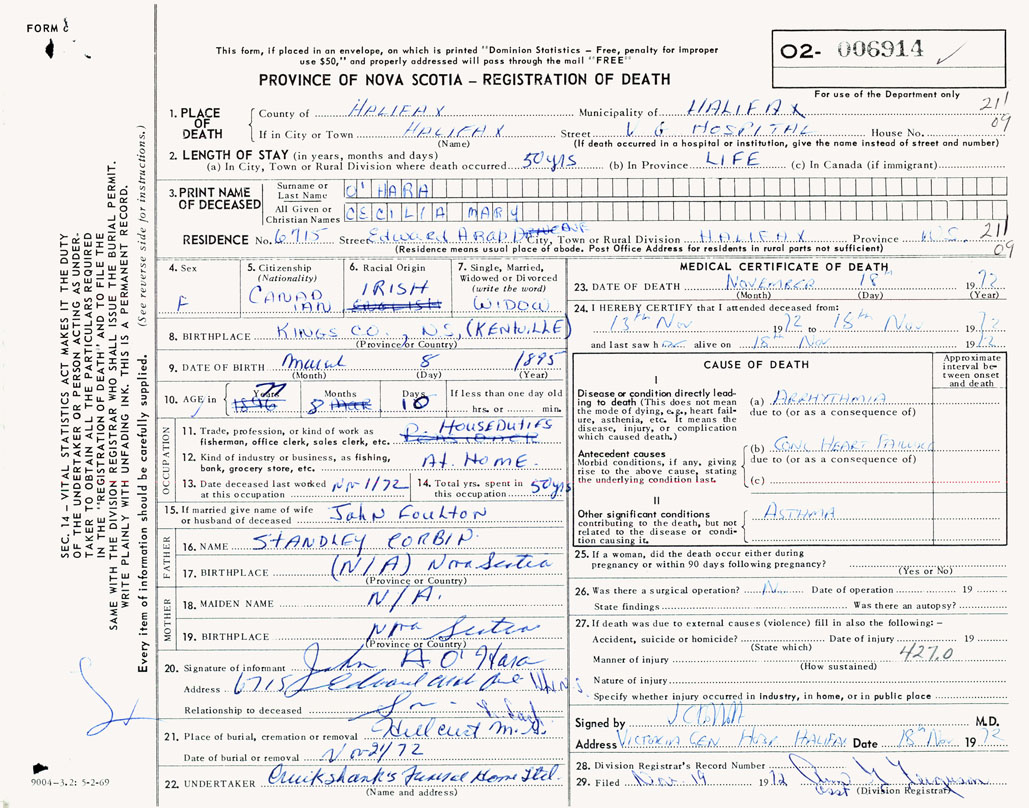 FORM
This form, if placed in an envelope, on which is printed "Dominion Statistics — Free, penalty for improper
use $50," and properly addressed will pass through the mail "FREE"
PROVINCE OF NOVA SCOTIA — REGISTRATION OF DEATH
02- 006914
For use of the Department only
211
09
1. PLACE OF DEATH
County of HALIFAX Municipality of HALIFAX
If in City or Town HALIFAX Street V G HOSPITAL House No.
(Name) (If death occurred in a hospital or institution, give the name instead of street and number)
2. LENGTH OF STAY (in years, months and days)
(a) In City, Town or Rural Division where death occurred 50 yrs (b) In Province LIFE (c) In Canada (if immigrant)
3. PRINT NAME OF DECEASED
Surname or Last Name O'HARA
All Given or Christian Names CECILIA MARY
RESIDENCE No. 6715 Street Edward Arab City, Town or Rural Division HALIFAX Province N.S. 211
(Residence means usual place of abode. Post Office Address for residents in rural parts not sufficient) 09
4. Sex
F
5. Citizenship
(Nationality)
CANADIAN
6. Racial Origin
IRISH
7. Single, Married,
Widowed or Divorced
(write the word)
WIDOW
8. BIRTHPLACE KINGS CO., N.S, (KENTVILLE)
(Province or Country)
9. DATE OF BIRTH March 8 1895
(Month) (Day) (Year)
10. AGE in Years 77 Months 8 Days 10 If less than one day old
hrs. or min.
OCCUPATION
11. Trade, profession, or kind of work as
fisherman, office clerk, sales clerk, etc. HOUSEDUTIES
12. Kind of industry or business, as fishing,
bank, grocery store, etc. At. HOME.
13. Date deceased last worked
at this occupation Nov 1/72
14. Total yrs. spent in
this occupation 50 yrs
15. If married give name of wife
or husband of deceased John Foulton
FATHER
16. NAME STANDLEY CORBIN
17. BIRTHPLACE (N/A) Nova Scotia
(Province or Country)
MOTHER
18. MAIDEN NAME N/A.
19. BIRTHPLACE Nova Scotia
(Province or Country)
20. Signature of informant John A O'Hara
Address 6715 Edward Arab Ave
Relationship to deceased Son
21. Place of burial, cremation or removal Hillcrest
Date of burial or removal Nov 21/72
22. UNDERTAKER Cruikshank's Funeral Home Ltd.
(Name and address)
MEDICAL CERTIFICATE OF DEATH
23. DATE OF DEATH NOVEMBER 18th 1972
(Month) (Day) (Year)
24. I HEREBY CERTIFY that I attended deceased from:
13th Nov 1972 to 18th Nov 1972
and last saw her alive on 18th Nov 1972
CAUSE OF DEATH
Approximate
interval be-
tween onset
and death
I
Disease or condition directly lead-
ing to death (This does not mean
the mode of dying, e.g., heart fail-
ure, asthenia, etc. It means the
disease, injury, or complication
which caused death.)
(a) ARRHYTHMIA
due to (or as a consequence of)
Antecedent causes
Morbid conditions, if any, giving
rise to the above cause, stating
the underlying condition last.
(b) CONG HEART FAILURE
due to (or as a consequence of)
(c)
II
Other significant conditions
contributing to the death, but not
related to the disease or condi-
tion causing it.
ASTHMA
25. If a woman, did the death occur either during
pregnancy or within 90 days following pregnancy?
(Yes or No)
26. Was there a surgical operation? No Date of operation 19
State findings Was there an autopsy?
27. If death was due to external causes (violence) fill in also the following: —
Accident, suicide or homicide? Date of injury 19
(State which)
427.0
Manner of injury
(How sustained)
Nature of injury
Specify whether injury occurred in industry, in home, or in public place
Signed by M.D.
Address VICTORIA GEN HOSP HALIFAX Date 18th Nov 1972
28. Division Registrar's Record Number
29. Filed Nov. 19 1972 Ferguson
(Division Registrar)
SEC. 14 — VITAL STATISTICS ACT MAKES IT THE DUTY
OF THE UNDERTAKER OR PERSON ACTING AS UNDER-
TAKER TO OBTAIN ALL THE PARTICULARS REQUIRED
IN THE "REGISTRATION OF DEATH" AND TO FILE THE
SAME WITH THE DIVISION REGISTRAR WHO SHALL ISSUE THE BURIAL PERMIT.
WRITE PLAINLY WITH UNFADING INK. THIS IS A PERMANENT RECORD.
Every item of information should be carefully supplied. (See reverse side for instructions.)
9004-3.2: 5-2-69